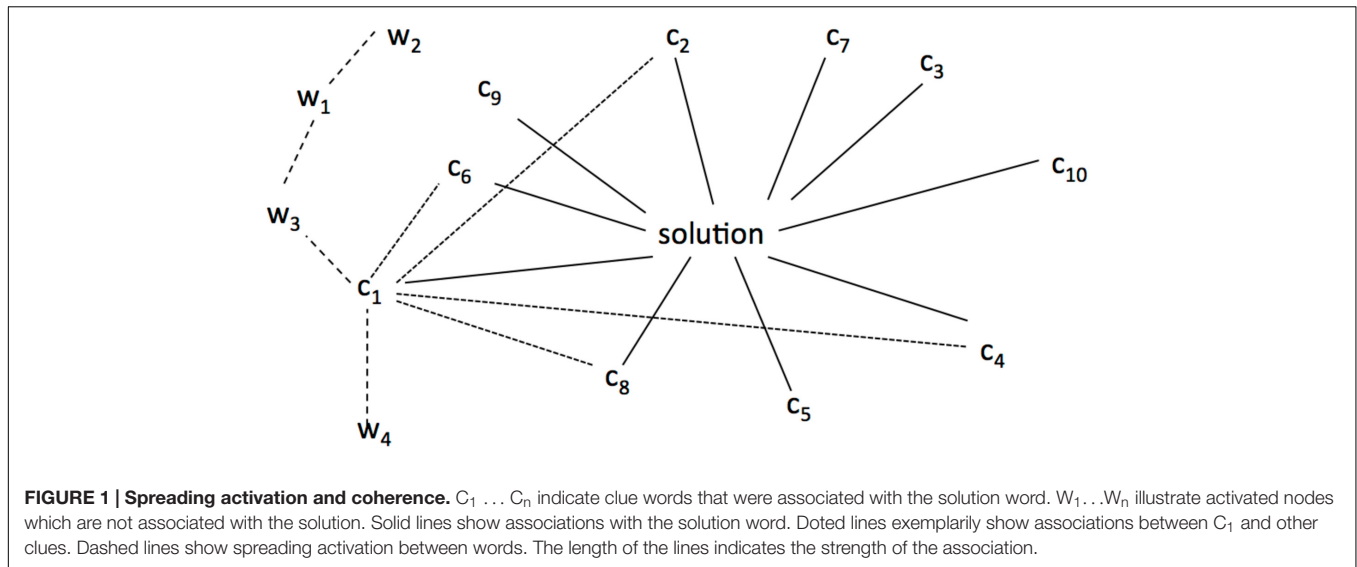 W₂
C₂
C₇
C₃
W₁
C₉
C₆
C₁₀
W₃
solution
C₁
C₄
C₈
C₅
W₄
FIGURE 1 | Spreading activation and coherence. C₁ … Cₙ indicate clue words that were associated with the solution word. W₁…Wₙ illustrate activated nodes
which are not associated with the solution. Solid lines show associations with the solution word. Doted lines exemplarily show associations between C₁ and other
clues. Dashed lines show spreading activation between words. The length of the lines indicates the strength of the association.